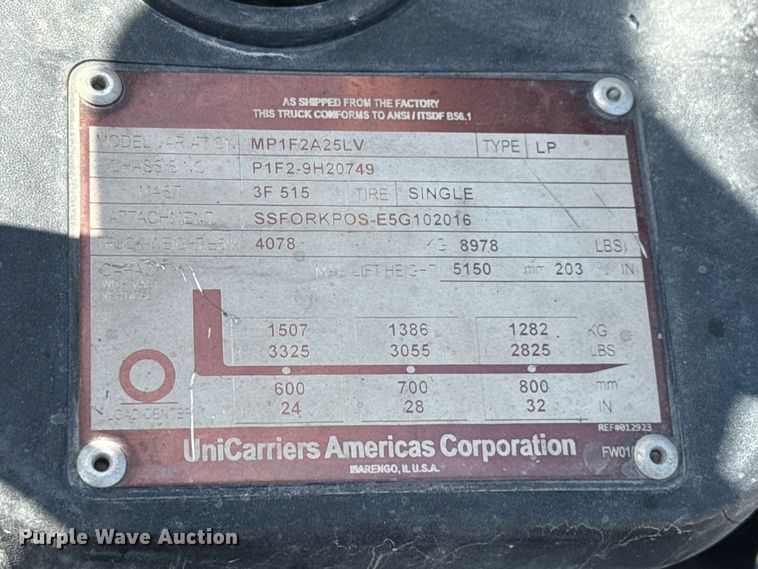 AS SHIPPED FROM THE FACTORY
THIS TRUCK CONFORMS TO ANSI / ITSDF B56.1
MODEL VARIATION MP1F2A25LV TYPE LP
CHASSIS NO P1F2-9H20749
MAST 3F 515 TIRE SINGLE
ATTACHMENT SSFORKPOS-E5G102016
TRUCK WEIGHT 4078 KG 8978 LBS
CAPACITY MAX LIFT HEIGHT 5150 mm 203 IN
1507 1386 1282 KG
3325 3055 2825 LBS
600 700 800 mm
LOAD CENTER 24 28 32 IN
REF#012923
UniCarriers Americas Corporation
MARENGO, IL U.S.A.
Purple Wave Auction